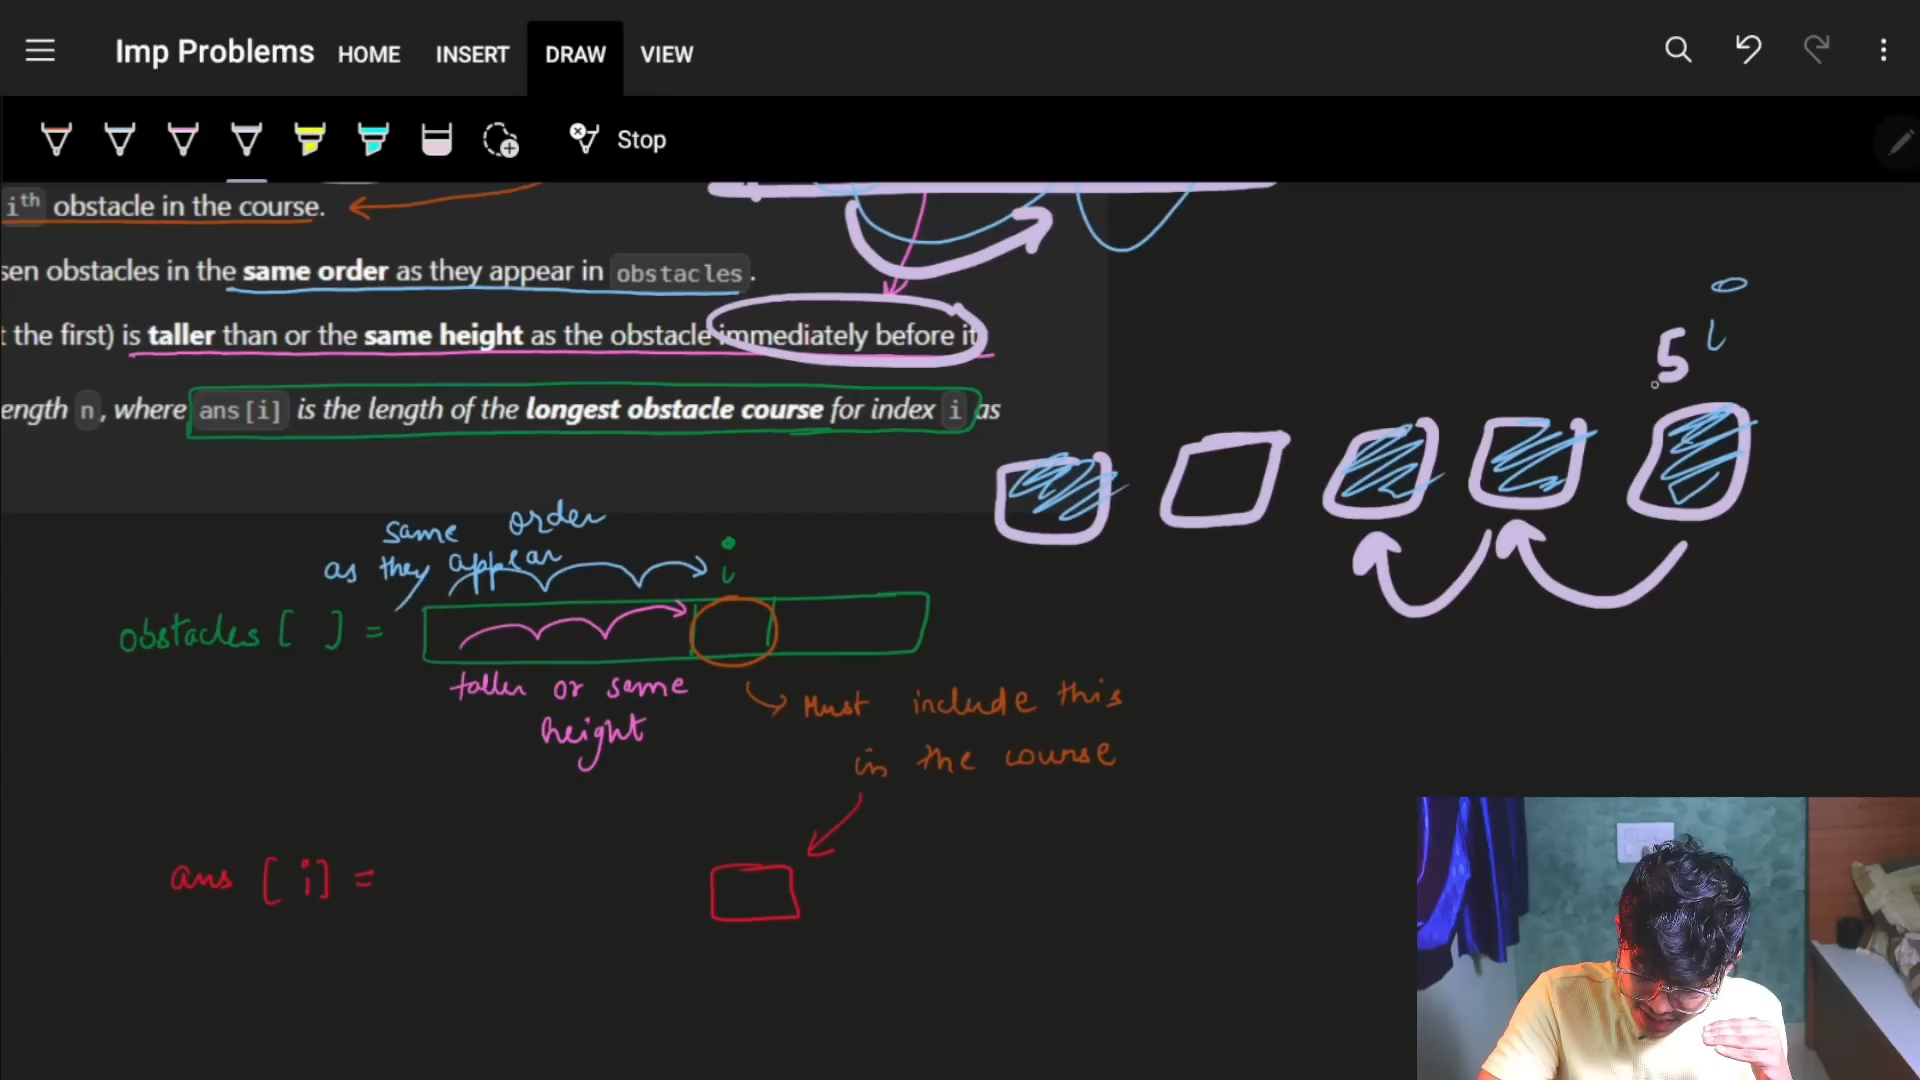 Imp Problems HOME INSERT DRAW VIEW
Stop
ith obstacle in the course.
sen obstacles in the same order as they appear in obstacles.
t the first) is taller than or the same height as the obstacle immediately before it
ength n, where ans[i] is the length of the longest obstacle course for index i as
i
5
same order
as they appear
i
obstacles [ ] =
taller or same
height
Must include this
in the course
ans [ i ] =